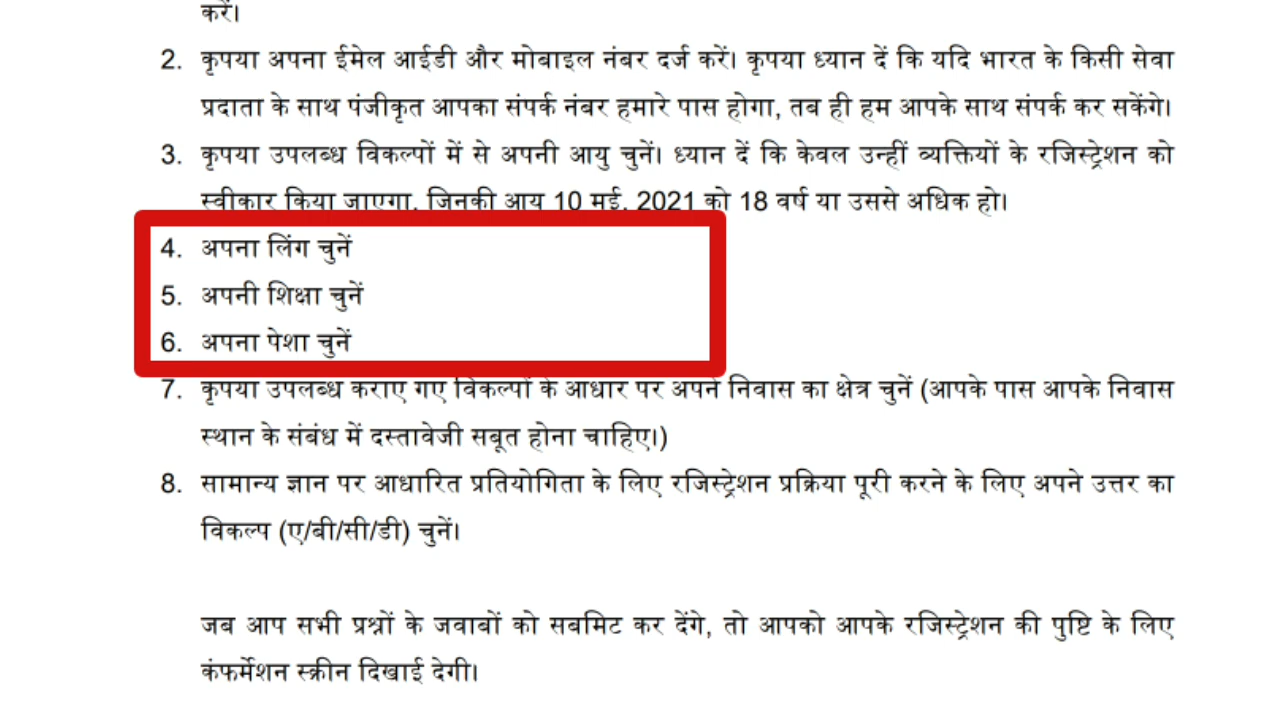 करें।
2. कृपया अपना ईमेल आईडी और मोबाइल नंबर दर्ज करें। कृपया ध्यान दें कि यदि भारत के किसी सेवा
प्रदाता के साथ पंजीकृत आपका संपर्क नंबर हमारे पास होगा, तब ही हम आपके साथ संपर्क कर सकेंगे।
3. कृपया उपलब्ध विकल्पों में से अपनी आयु चुनें। ध्यान दें कि केवल उन्हीं व्यक्तियों के रजिस्ट्रेशन को
स्वीकार किया जाएगा, जिनकी आयु 10 मई, 2021 को 18 वर्ष या उससे अधिक हो।
4. अपना लिंग चुनें
5. अपनी शिक्षा चुनें
6. अपना पेशा चुनें
7. कृपया उपलब्ध कराए गए विकल्पों के आधार पर अपने निवास का क्षेत्र चुनें (आपके पास आपके निवास
स्थान के संबंध में दस्तावेजी सबूत होना चाहिए।)
8. सामान्य ज्ञान पर आधारित प्रतियोगिता के लिए रजिस्ट्रेशन प्रक्रिया पूरी करने के लिए अपने उत्तर का
विकल्प (ए/बी/सी/डी) चुनें।
जब आप सभी प्रश्नों के जवाबों को सबमिट कर देंगे, तो आपको आपके रजिस्ट्रेशन की पुष्टि के लिए
कंफर्मेशन स्क्रीन दिखाई देगी।